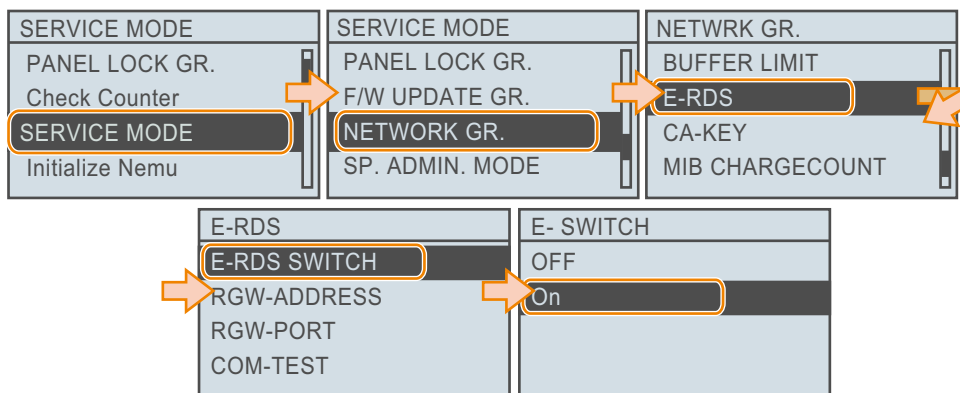 SERVICE MODE
PANEL LOCK GR.
Check Counter
SERVICE MODE
Initialize Nemu
SERVICE MODE
PANEL LOCK GR.
F/W UPDATE GR.
NETWORK GR.
SP. ADMIN. MODE
NETWRK GR.
BUFFER LIMIT
E-RDS
CA-KEY
MIB CHARGECOUNT
E-RDS
E-RDS SWITCH
RGW-ADDRESS
RGW-PORT
COM-TEST
E- SWITCH
OFF
On